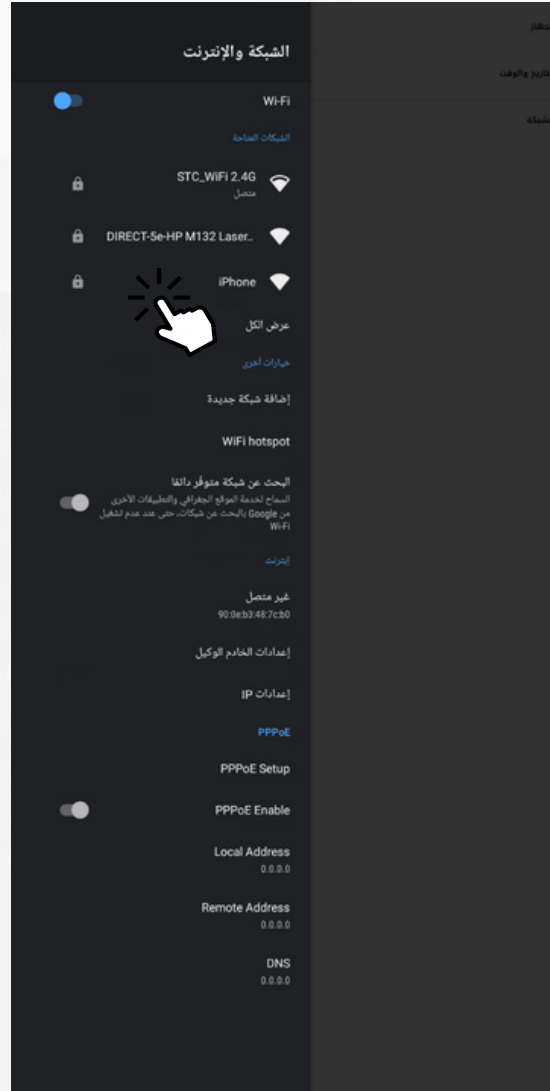 الشبكة والإنترنت
Wi-Fi
الشبكات المتاحة
STC_WiFi 2.4G
متصل
DIRECT-5e-HP M132 Laser..
iPhone
عرض الكل
خيارات أخرى
إضافة شبكة جديدة
WiFi hotspot
البحث عن شبكة متوفّر دائمًا
السماح لخدمة الموقع الجغرافي والتطبيقات الأخرى
من Google بالبحث عن شبكات، حتى عند عدم تشغيل
Wi-Fi
إيثرنت
غير متصل
90:0e:b3:48:7c:b0
إعدادات الخادم الوكيل
إعدادات IP
PPPoE
PPPoE Setup
PPPoE Enable
Local Address
0.0.0.0
Remote Address
0.0.0.0
DNS
0.0.0.0